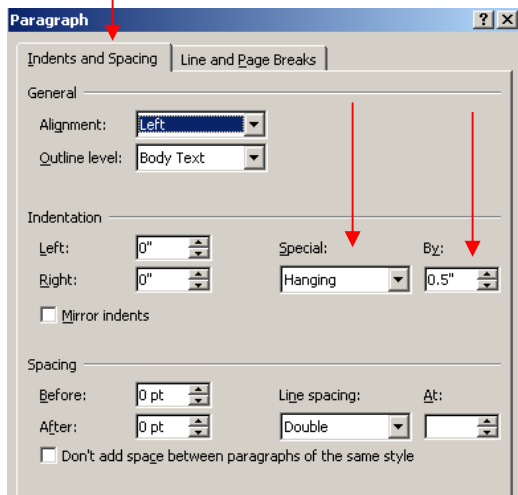 Paragraph
Indents and Spacing Line and Page Breaks
General
Alignment: Left
Outline level: Body Text
Indentation
Left: 0" Special: By:
Right: 0" Hanging 0.5"
Mirror indents
Spacing
Before: 0 pt Line spacing: At:
After: 0 pt Double
Don't add space between paragraphs of the same style